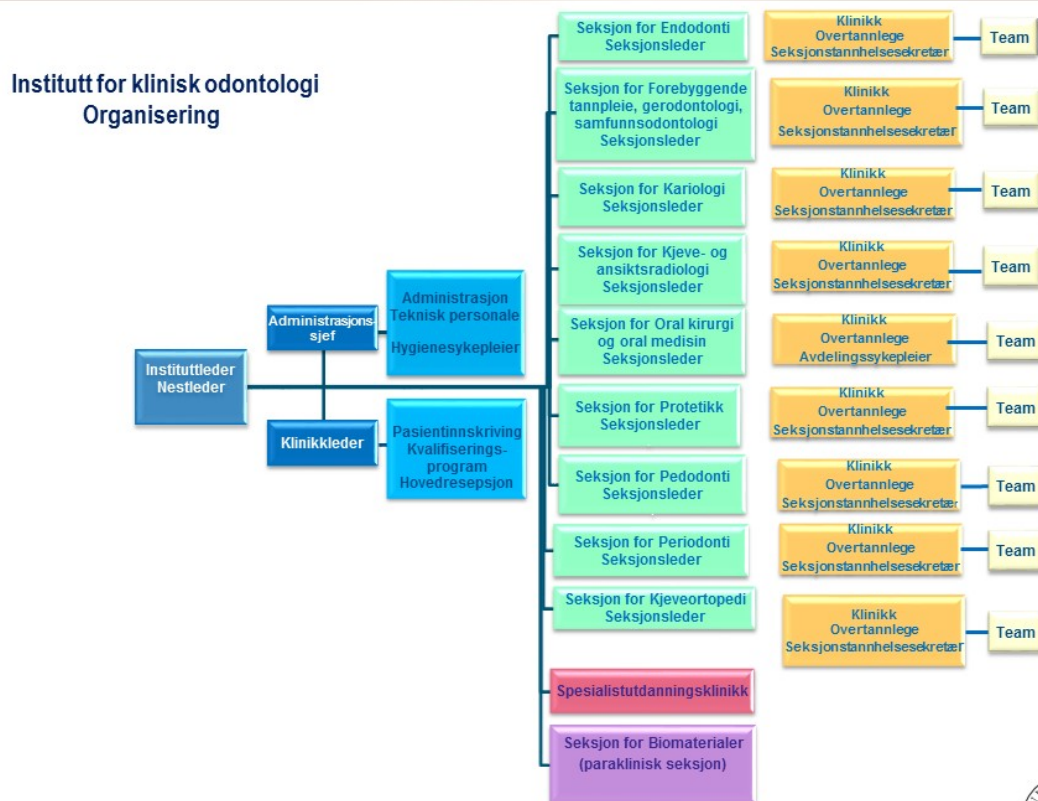 Institutt for klinisk odontologi
Organisering
Instituttleder
Nestleder
Administrasjons-
sjef
Klinikkleder
Administrasjon
Teknisk personale
Hygienesykepleier
Pasientinnskriving
Kvalifiserings-
program
Hovedresepsjon
Seksjon for Endodonti
Seksjonsleder
Klinikk
Overtannlege
Seksjonstannhelsesekretær
Team
Seksjon for Forebyggende
tannpleie, gerodontologi,
samfunnsodontologi
Seksjonsleder
Klinikk
Overtannlege
Seksjonstannhelsesekretær
Team
Seksjon for Kariologi
Seksjonsleder
Klinikk
Overtannlege
Seksjonstannhelsesekretær
Team
Seksjon for Kjeve- og
ansiktsradiologi
Seksjonsleder
Klinikk
Overtannlege
Seksjonstannhelsesekretær
Team
Seksjon for Oral kirurgi
og oral medisin
Seksjonsleder
Klinikk
Overtannlege
Avdelingssykepleier
Team
Seksjon for Protetikk
Seksjonsleder
Klinikk
Overtannlege
Seksjonstannhelsesekretær
Team
Seksjon for Pedodonti
Seksjonsleder
Klinikk
Overtannlege
Seksjonstannhelsesekretær
Team
Seksjon for Periodonti
Seksjonsleder
Klinikk
Overtannlege
Seksjonstannhelsesekretær
Team
Seksjon for Kjeveortopedi
Seksjonsleder
Klinikk
Overtannlege
Seksjonstannhelsesekretær
Team
Spesialistutdanningsklinikk
Seksjon for Biomaterialer
(paraklinisk seksjon)